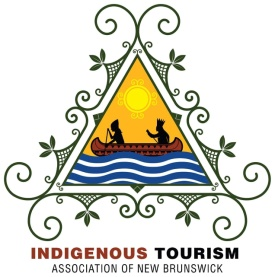 INDIGENOUS TOURISM
ASSOCIATION OF NEW BRUNSWICK